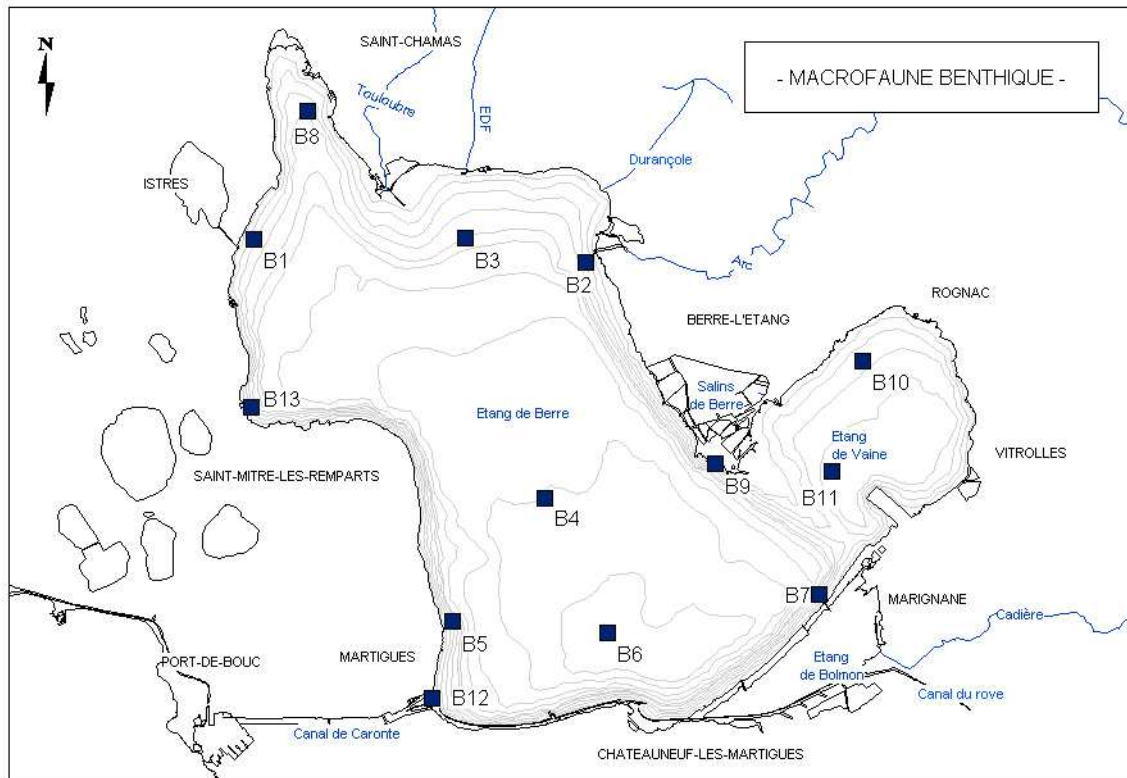 N
SAINT-CHAMAS
- MACROFAUNE BENTHIQUE -
Touloubre
EDF
B8
Durançole
ISTRES
B1
B3
B2
Arc
ROGNAC
BERRE-L'ETANG
B10
Salins
de Berre
B13
Etang de Berre
Etang
de Vaine
VITROLLES
SAINT-MITRE-LES-REMPARTS
B9
B11
B4
B7
MARIGNANE
Cadière
B5
B6
PORT-DE-BOUC
MARTIGUES
Etang
de Bolmon
B12
Canal du rove
Canal de Caronte
CHATEAUNEUF-LES-MARTIGUES